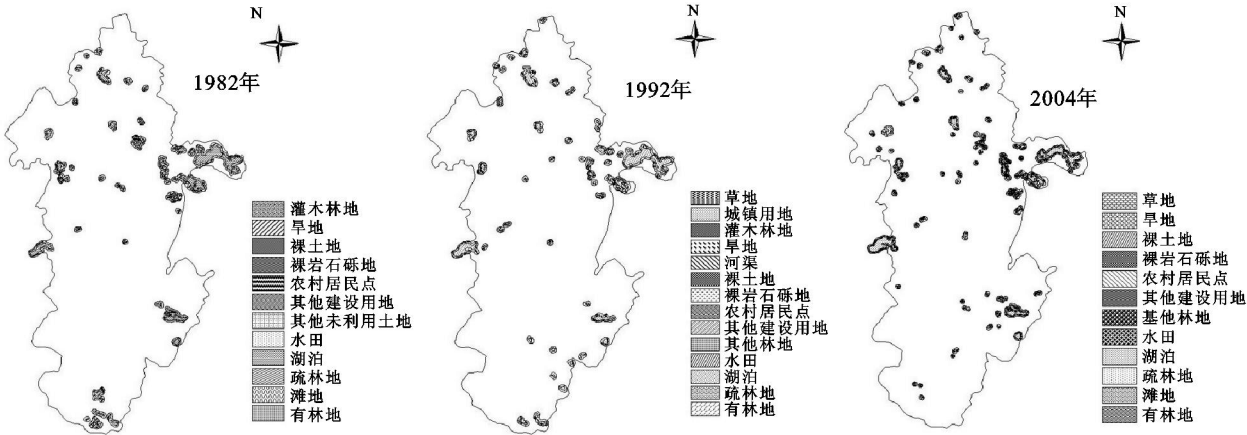 N
1982年
灌木林地
旱地
裸土地
裸岩石砾地
农村居民点
其他建设用地
其他未利用土地
水田
湖泊
疏林地
滩地
有林地
N
1992年
草地
城镇用地
灌木林地
旱地
河渠
裸土地
裸岩石砾地
农村居民点
其他建设用地
其他林地
水田
湖泊
疏林地
有林地
N
2004年
草地
旱地
裸土地
裸岩石砾地
农村居民点
其他建设用地
基他林地
水田
湖泊
疏林地
滩地
有林地